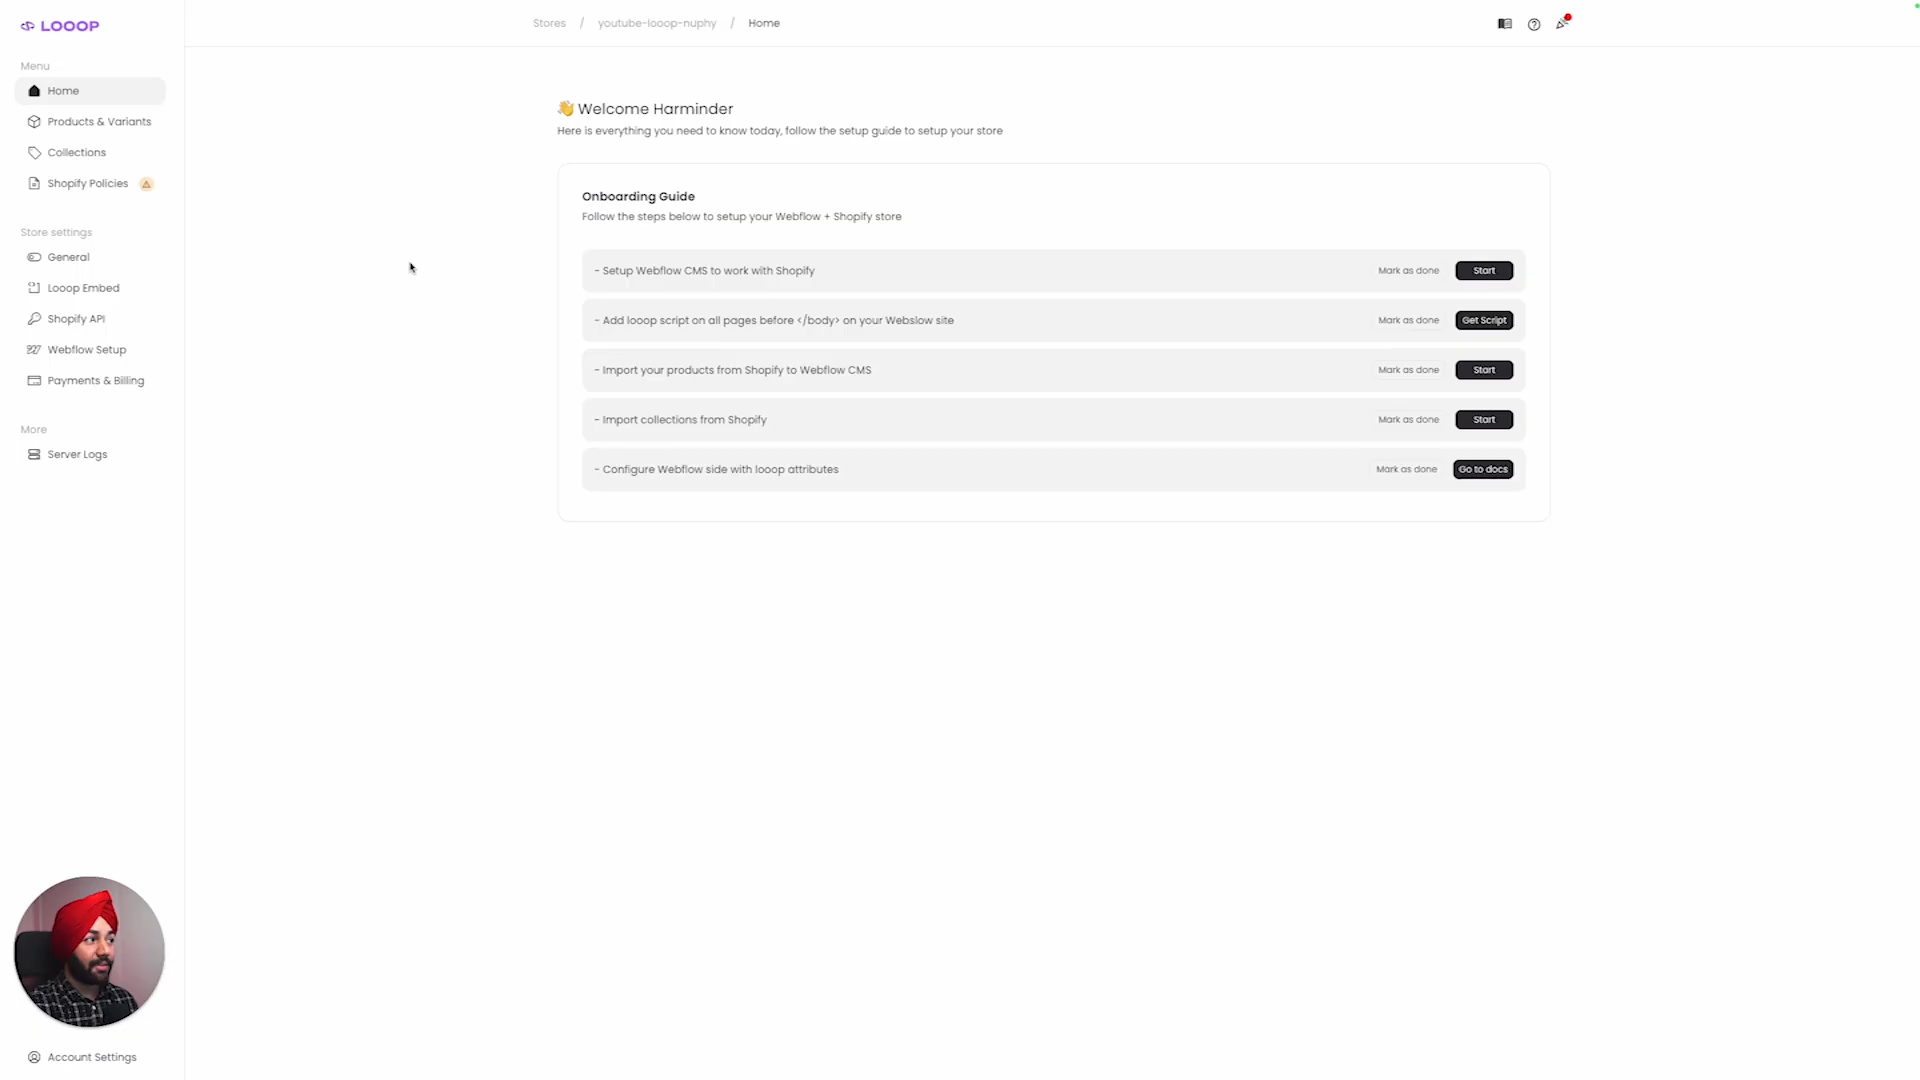 LOOOP
Stores / youtube-looop-nuphy / Home
Menu
Home
Products & Variants
Collections
Shopify Policies
Store settings
General
Looop Embed
Shopify API
Webflow Setup
Payments & Billing
More
Server Logs
Account Settings
👋 Welcome Harminder
Here is everything you need to know today, follow the setup guide to setup your store
Onboarding Guide
Follow the steps below to setup your Webflow + Shopify store
- Setup Webflow CMS to work with Shopify Mark as done Start
- Add looop script on all pages before </body> on your Webslow site Mark as done Get Script
- Import your products from Shopify to Webflow CMS Mark as done Start
- Import collections from Shopify Mark as done Start
- Configure Webflow side with looop attributes Mark as done Go to docs